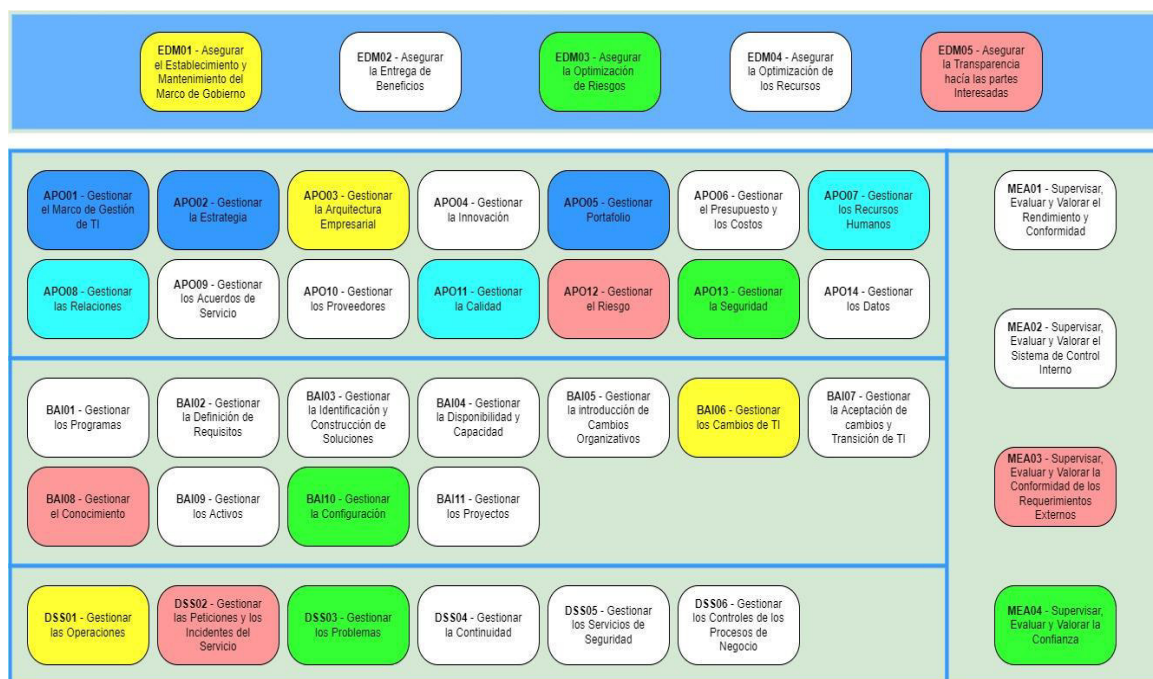 EDM01 - Asegurar
el Establecimiento y
Mantenimiento del
Marco de Gobierno
EDM02 - Asegurar
la Entrega de
Beneficios
EDM03 - Asegurar
la Optimización
de Riesgos
EDM04 - Asegurar
la Optimización de
los Recursos
EDM05 - Asegurar
la Transparencia
hacía las partes
Interesadas
APO01 - Gestionar
el Marco de Gestión
de TI
APO02 - Gestionar
la Estrategia
APO03 - Gestionar
la Arquitectura
Empresarial
APO04 - Gestionar
la Innovación
APO05 - Gestionar
Portafolio
APO06 - Gestionar
el Presupuesto y
los Costos
APO07 - Gestionar
los Recursos
Humanos
APO08 - Gestionar
las Relaciones
APO09 - Gestionar
los Acuerdos de
Servicio
APO10 - Gestionar
los Proveedores
APO11 - Gestionar
la Calidad
APO12 - Gestionar
el Riesgo
APO13 - Gestionar
la Seguridad
APO14 - Gestionar
los Datos
BAI01 - Gestionar
los Programas
BAI02 - Gestionar
la Definición de
Requisitos
BAI03 - Gestionar
la Identificación y
Construcción de
Soluciones
BAI04 - Gestionar
la Disponibilidad y
Capacidad
BAI05 - Gestionar
la introducción de
Cambios
Organizativos
BAI06 - Gestionar
los Cambios de TI
BAI07 - Gestionar
la Aceptación de
cambios y
Transición de TI
BAI08 - Gestionar
el Conocimiento
BAI09 - Gestionar
los Activos
BAI10 - Gestionar
la Configuración
BAI11 - Gestionar
los Proyectos
DSS01 - Gestionar
las Operaciones
DSS02 - Gestionar
las Peticiones y los
Incidentes del
Servicio
DSS03 - Gestionar
los Problemas
DSS04 - Gestionar
la Continuidad
DSS05 - Gestionar
los Servicios de
Seguridad
DSS06 - Gestionar
los Controles de los
Procesos de
Negocio
MEA01 - Supervisar,
Evaluar y Valorar el
Rendimiento y
Conformidad
MEA02 - Supervisar,
Evaluar y Valorar el
Sistema de Control
Interno
MEA03 - Supervisar,
Evaluar y Valorar la
Conformidad de los
Requerimientos
Externos
MEA04 - Supervisar,
Evaluar y Valorar la
Confianza